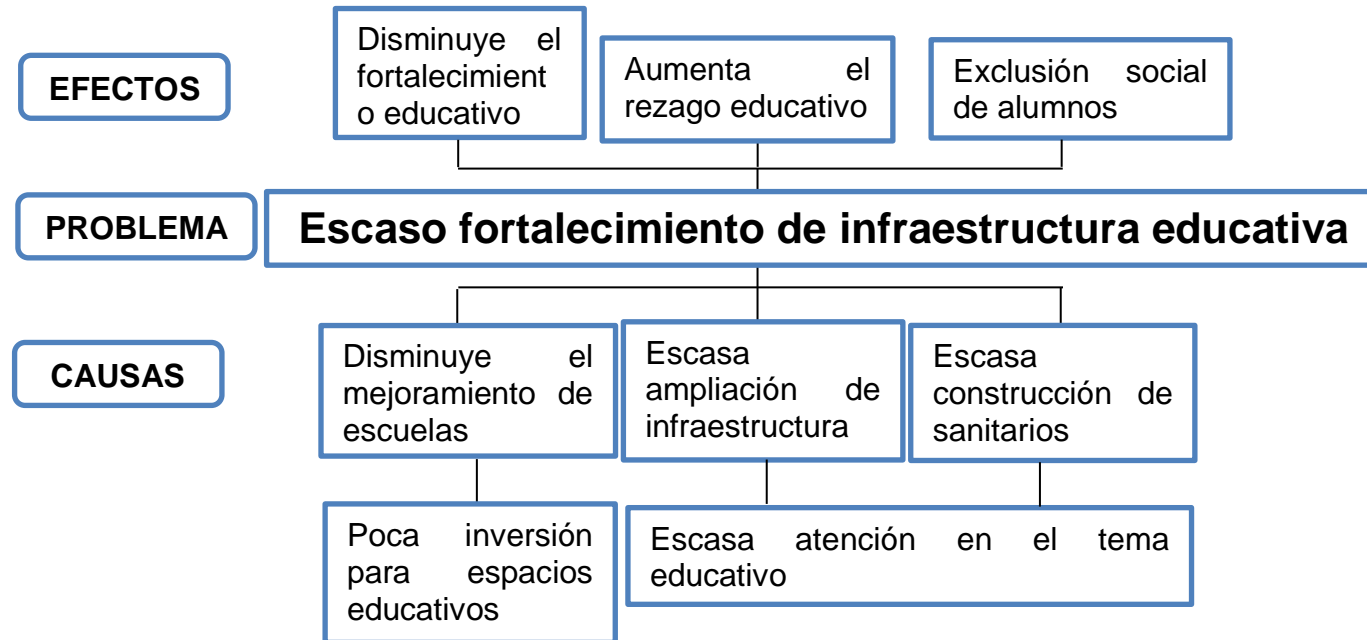 EFECTOS
Disminuye el
fortalecimient
o educativo
Aumenta el
rezago educativo
Exclusión social
de alumnos
PROBLEMA
Escaso fortalecimiento de infraestructura educativa
CAUSAS
Disminuye el
mejoramiento de
escuelas
Escasa
ampliación de
infraestructura
Escasa
construcción de
sanitarios
Poca inversión
para espacios
educativos
Escasa atención en el tema
educativo